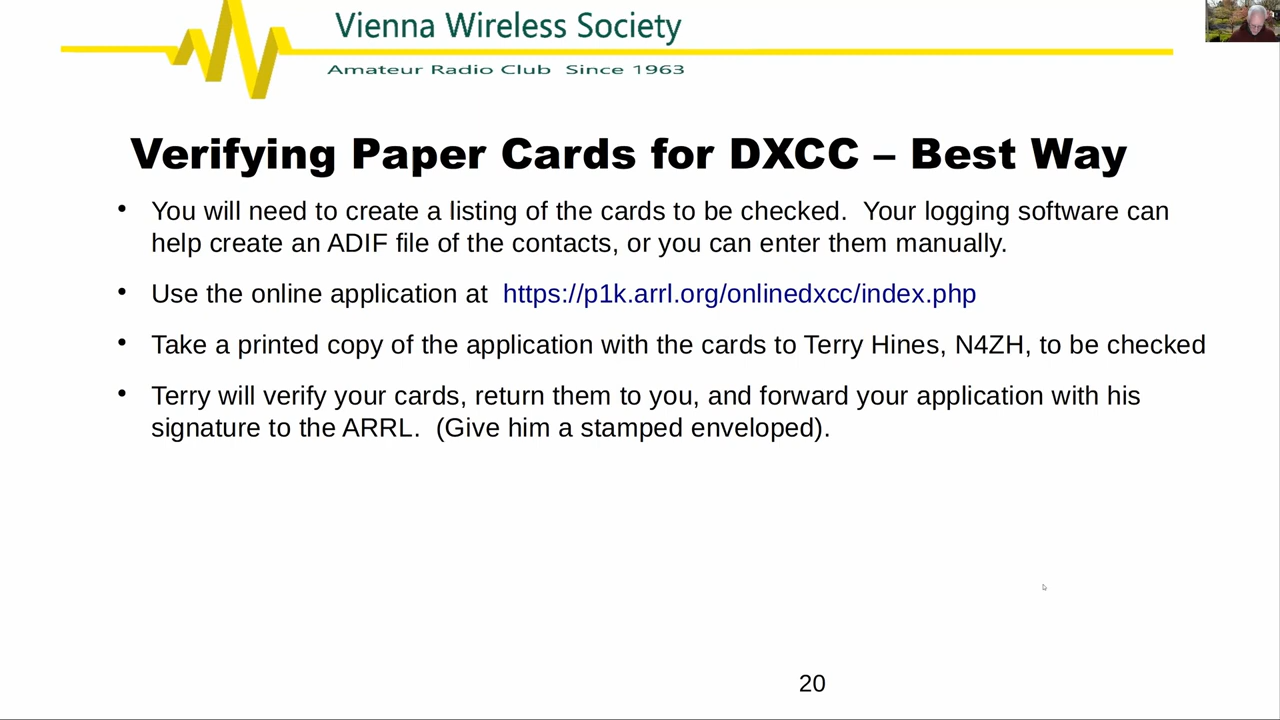 Vienna Wireless Society
Amateur Radio Club Since 1963
Verifying Paper Cards for DXCC – Best Way
• You will need to create a listing of the cards to be checked.  Your logging software can
help create an ADIF file of the contacts, or you can enter them manually.
• Use the online application at  https://p1k.arrl.org/onlinedxcc/index.php
• Take a printed copy of the application with the cards to Terry Hines, N4ZH, to be checked
• Terry will verify your cards, return them to you, and forward your application with his
signature to the ARRL.  (Give him a stamped enveloped).
20